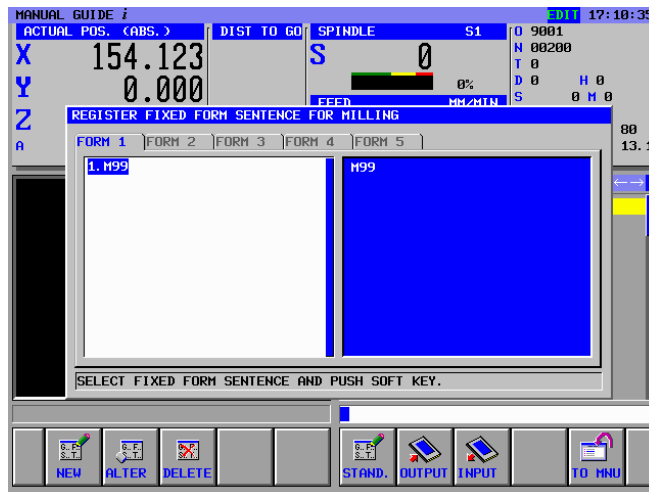 MANUAL GUIDE i EDIT 17:10:35
ACTUAL POS. (ABS.) DIST TO GO SPINDLE S1 O 9001
X 154.123 S 0 N 00200
T 0
Y 0.000 0% D 0 H 0
FEED MM/MIN S 0 M 0
Z
A
80
13.
REGISTER FIXED FORM SENTENCE FOR MILLING
FORM 1 FORM 2 FORM 3 FORM 4 FORM 5
1.M99 M99
←→
SELECT FIXED FORM SENTENCE AND PUSH SOFT KEY.
NEW ALTER DELETE STAND. OUTPUT INPUT TO MNU